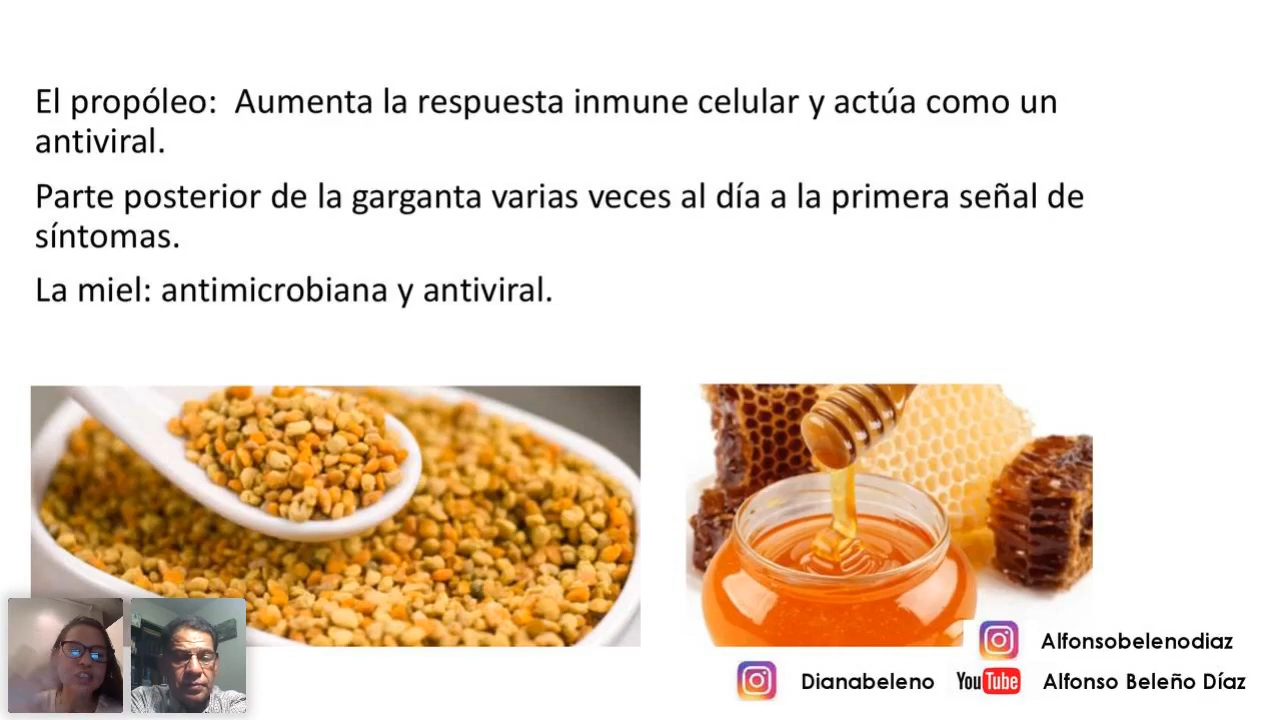 El propóleo:  Aumenta la respuesta inmune celular y actúa como un
antiviral.
Parte posterior de la garganta varias veces al día a la primera señal de
síntomas.
La miel: antimicrobiana y antiviral.
Alfonsobelenodiaz
Dianabeleno
YouTube Alfonso Beleño Díaz